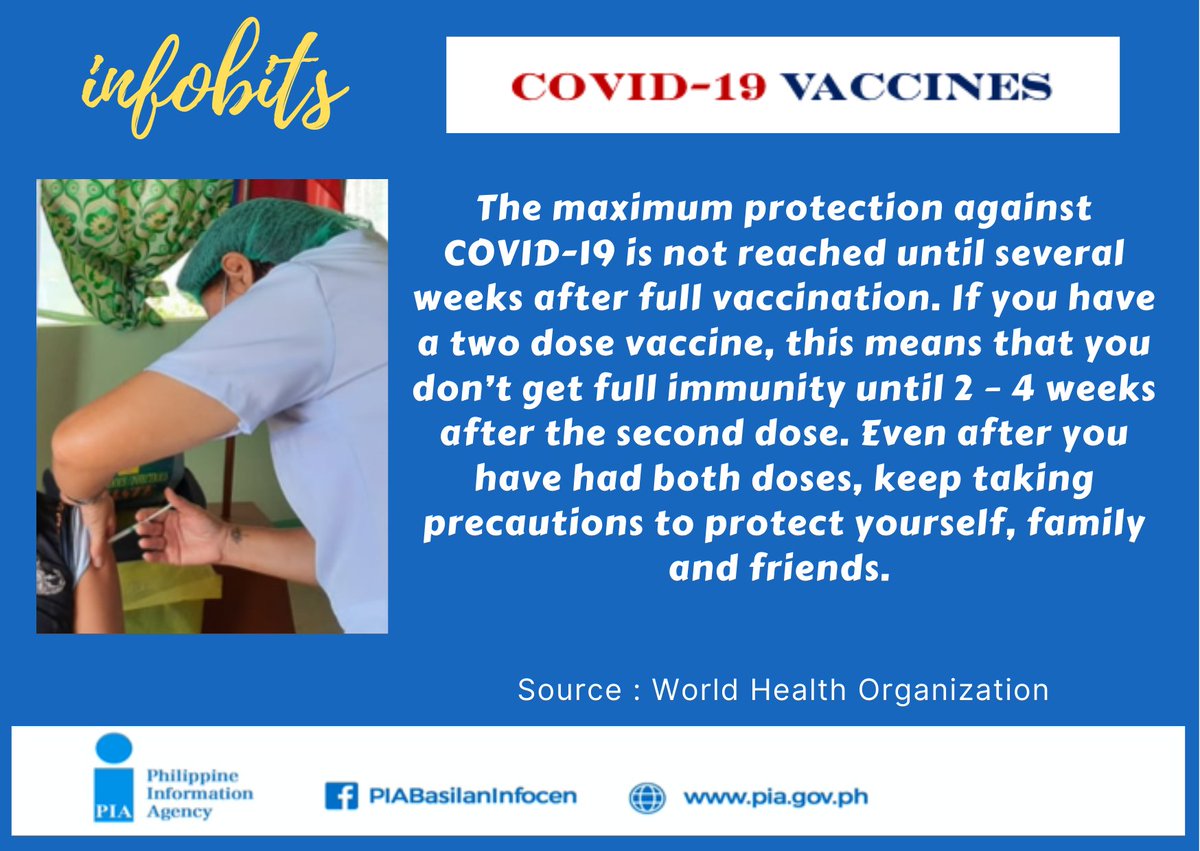 infobits
COVID-19 VACCINES
The maximum protection against
COVID-19 is not reached until several
weeks after full vaccination. If you have
a two dose vaccine, this means that you
don't get full immunity until 2 – 4 weeks
after the second dose. Even after you
have had both doses, keep taking
precautions to protect yourself, family
and friends.
Source : World Health Organization
PIA
Philippine
Information
Agency
PIABasilanInfocen
www.pia.gov.ph